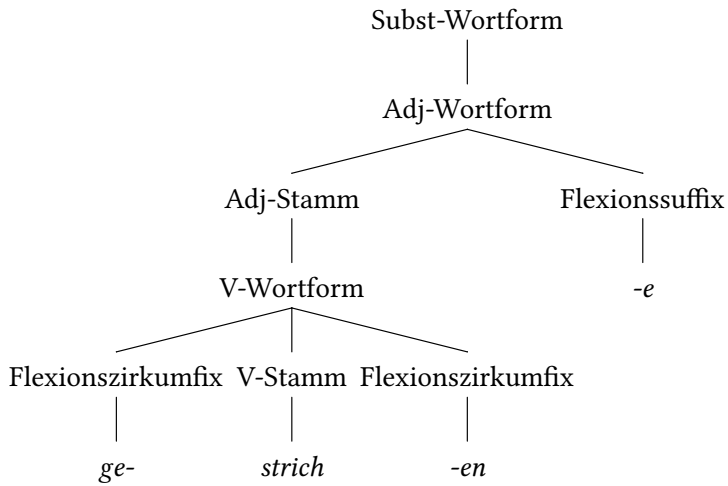 Subst-Wortform
Adj-Wortform
Adj-Stamm Flexionssuffix
V-Wortform -e
Flexionszirkumfix V-Stamm Flexionszirkumfix
ge- strich -en